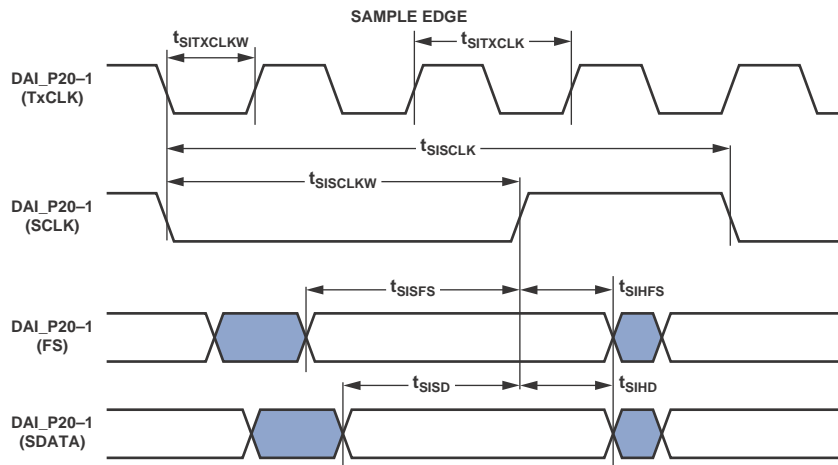 SAMPLE EDGE
tSITXCLKW
tSITXCLK
DAI_P20–1
(TxCLK)
tSISCLK
tSISCLKW
DAI_P20–1
(SCLK)
tSISFS
tSIHFS
DAI_P20–1
(FS)
tSISD
tSIHD
DAI_P20–1
(SDATA)